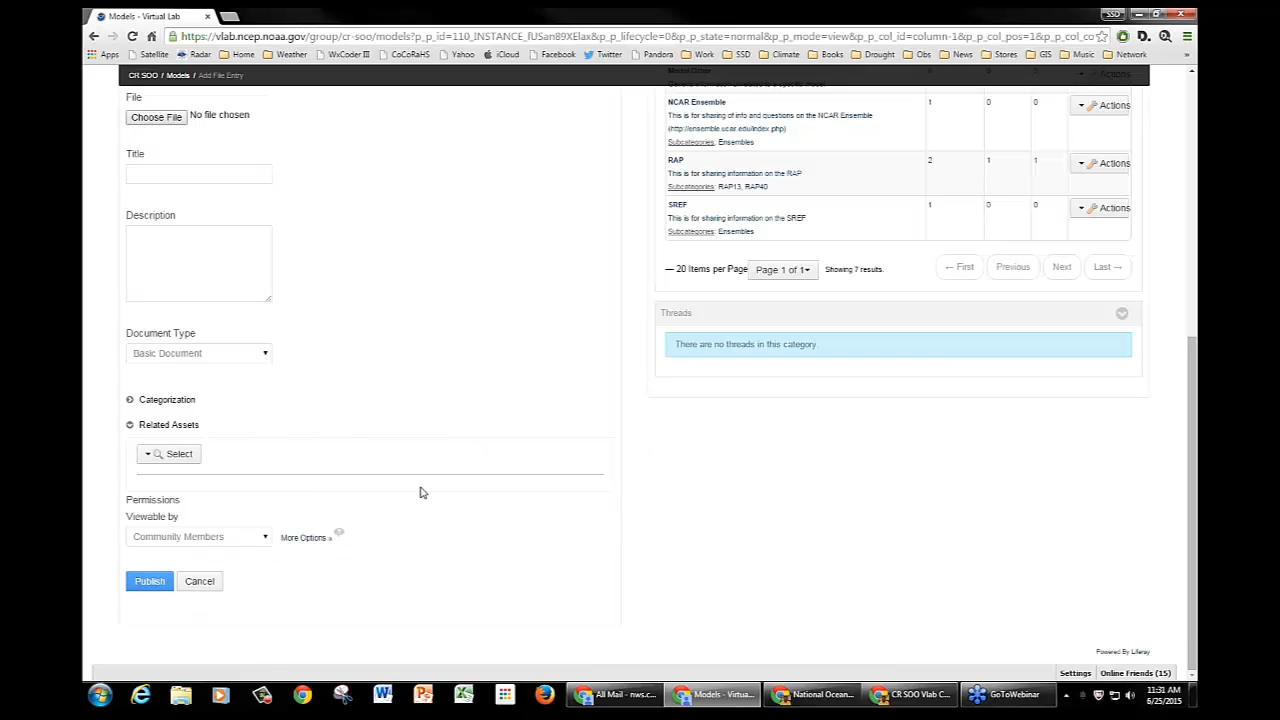 Models - Virtual Lab
SSD
https://vlab.ncep.noaa.gov/group/cr-soo/models?p_p_id=110_INSTANCE_fUSan89XElax&p_p_lifecycle=0&p_p_state=normal&p_p_mode=view&p_p_col_id=column-1&p_p_col_pos=1&p_p_col_co
Apps Satellite Radar Home Weather WxCoder III CoCoRaHS Yahoo iCloud Facebook Twitter Pandora Work SSD Climate Books Drought Obs News Stores GIS Music Network
CR SOO / Models / Add File Entry
File
Choose File No file chosen
Title
Description
Document Type
Basic Document
Categorization
Related Assets
Select
Permissions
Viewable by
Community Members More Options »
Publish Cancel
Actions
NCAR Ensemble 1 0 0 Actions
This is for sharing of info and questions on the NCAR Ensemble
(http://ensemble.ucar.edu/index.php)
Subcategories: Ensembles
RAP 2 1 1 Actions
This is for sharing information on the RAP
Subcategories: RAP13, RAP40
SREF 1 0 0 Actions
This is for sharing information on the SREF
Subcategories: Ensembles
— 20 Items per Page Page 1 of 1 Showing 7 results. ← First Previous Next Last →
Threads
There are no threads in this category.
Powered By Liferay
Settings Online Friends (15)
All Mail - nws.c... Models - Virtua... National Ocean... CR SOO Vlab C... GoToWebinar
11:31 AM
6/25/2015